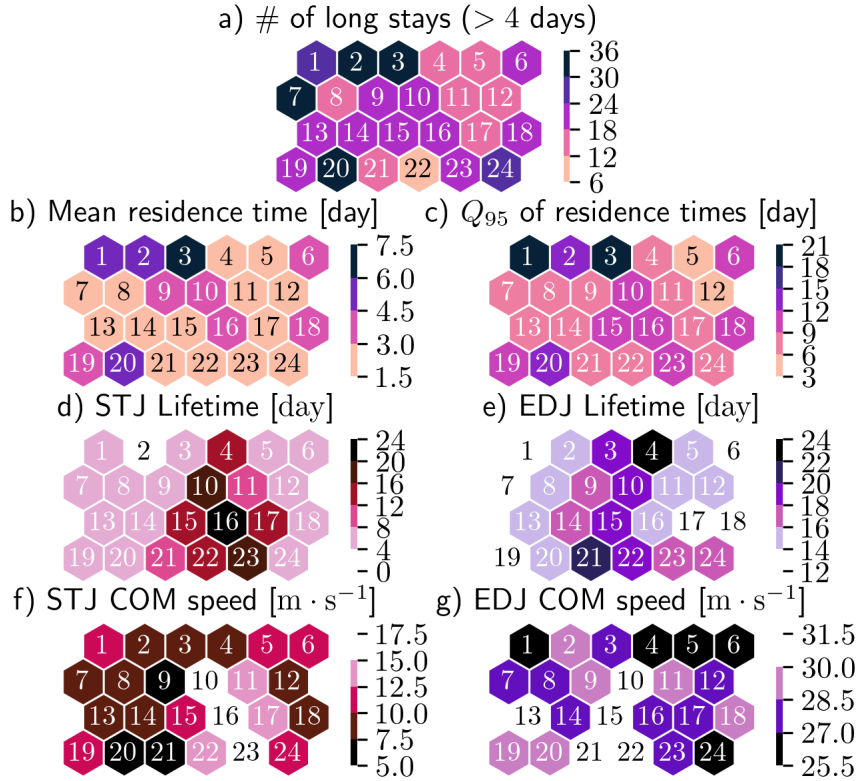 a) # of long stays (> 4 days)
1 2 3 4 5 6
7 8 9 10 11 12
13 14 15 16 17 18
19 20 21 22 23 24
36
30
24
18
12
6
b) Mean residence time [day]
1 2 3 4 5 6
7 8 9 10 11 12
13 14 15 16 17 18
19 20 21 22 23 24
7.5
6.0
4.5
3.0
1.5
c) Q₉₅ of residence times [day]
1 2 3 4 5 6
7 8 9 10 11 12
13 14 15 16 17 18
19 20 21 22 23 24
21
18
15
12
9
6
3
d) STJ Lifetime [day]
1 2 3 4 5 6
7 8 9 10 11 12
13 14 15 16 17 18
19 20 21 22 23 24
24
20
16
12
8
4
0
e) EDJ Lifetime [day]
1 2 3 4 5 6
7 8 9 10 11 12
13 14 15 16 17 18
19 20 21 22 23 24
24
22
20
18
16
14
12
f) STJ COM speed [m · s⁻¹]
1 2 3 4 5 6
7 8 9 10 11 12
13 14 15 16 17 18
19 20 21 22 23 24
17.5
15.0
12.5
10.0
7.5
5.0
g) EDJ COM speed [m · s⁻¹]
1 2 3 4 5 6
7 8 9 10 11 12
13 14 15 16 17 18
19 20 21 22 23 24
31.5
30.0
28.5
27.0
25.5